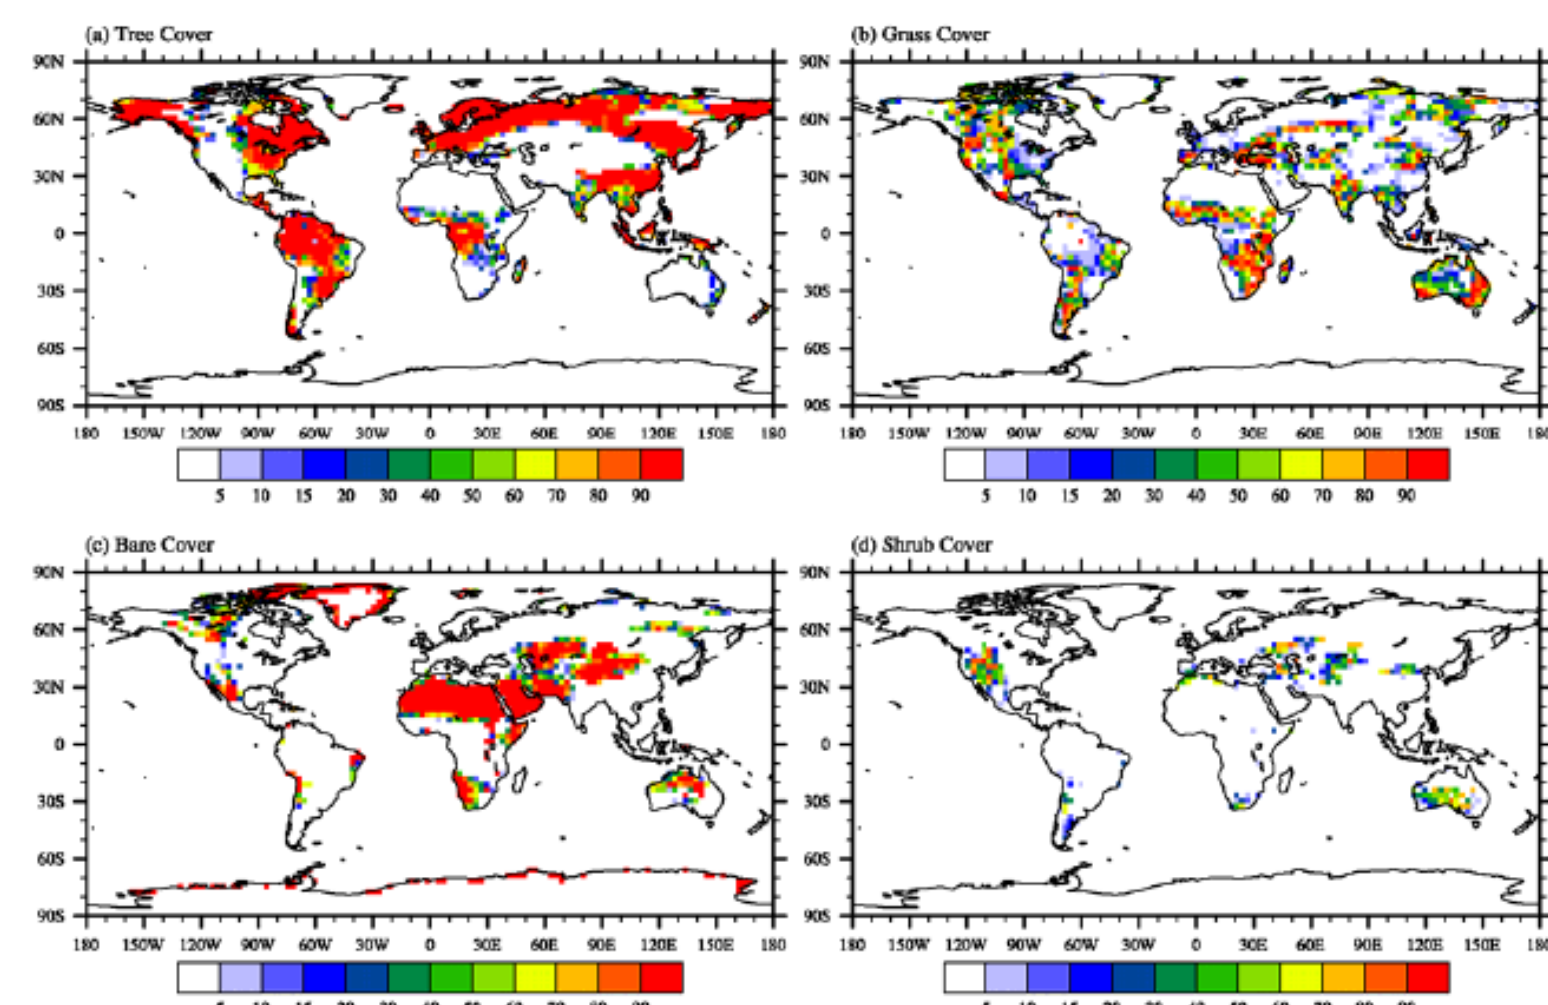 (a) Tree Cover
90N
60N
30N
0
30S
60S
90S
180 150W 120W 90W 60W 30W 0 30E 60E 90E 120E 150E 180
5 10 15 20 30 40 50 60 70 80 90
(b) Grass Cover
90N
60N
30N
0
30S
60S
90S
180 150W 120W 90W 60W 30W 0 30E 60E 90E 120E 150E
5 10 15 20 30 40 50 60 70 80 90
(c) Bare Cover
90N
60N
30N
0
30S
60S
90S
180 150W 120W 90W 60W 30W 0 30E 60E 90E 120E 150E 180
(d) Shrub Cover
90N
60N
30N
0
30S
60S
90S
180 150W 120W 90W 60W 30W 0 30E 60E 90E 120E 150E